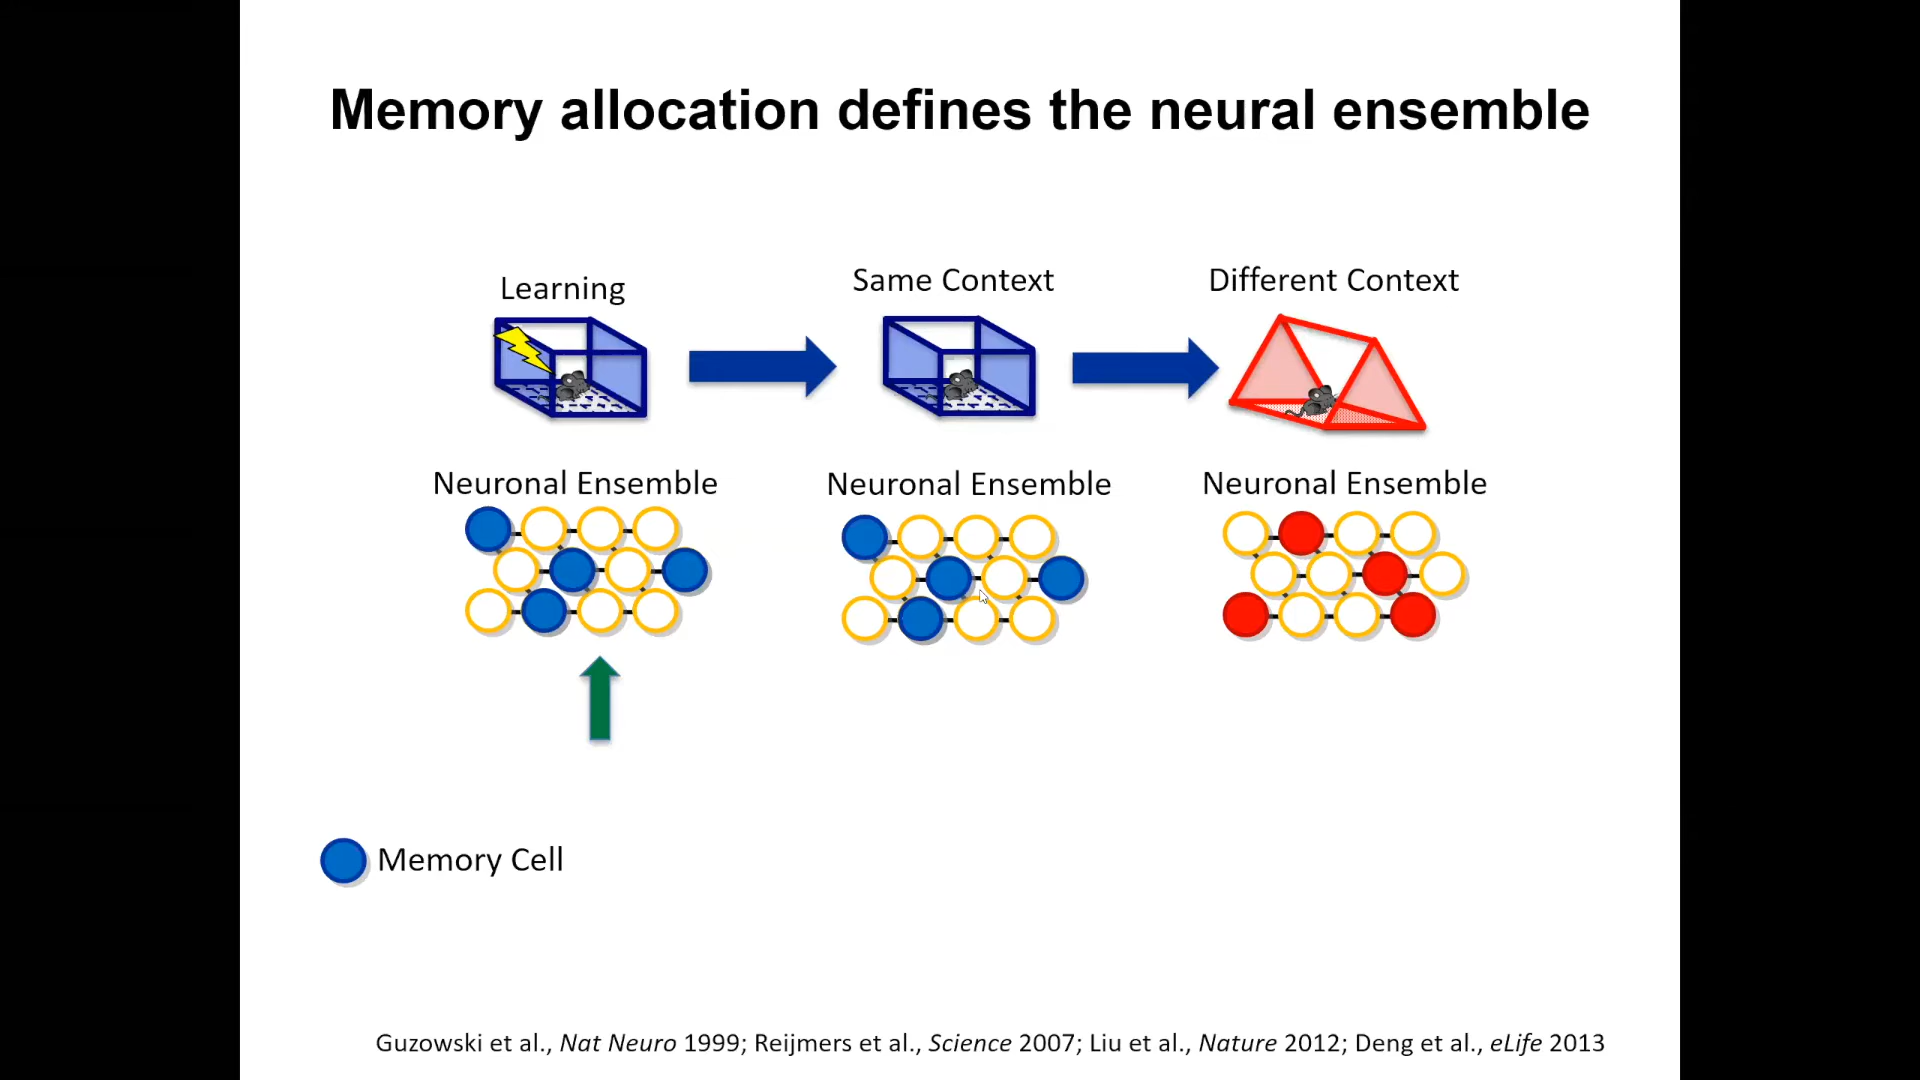 Memory allocation defines the neural ensemble
Learning
Same Context
Different Context
Neuronal Ensemble
Neuronal Ensemble
Neuronal Ensemble
Memory Cell
Guzowski et al., Nat Neuro 1999; Reijmers et al., Science 2007; Liu et al., Nature 2012; Deng et al., eLife 2013